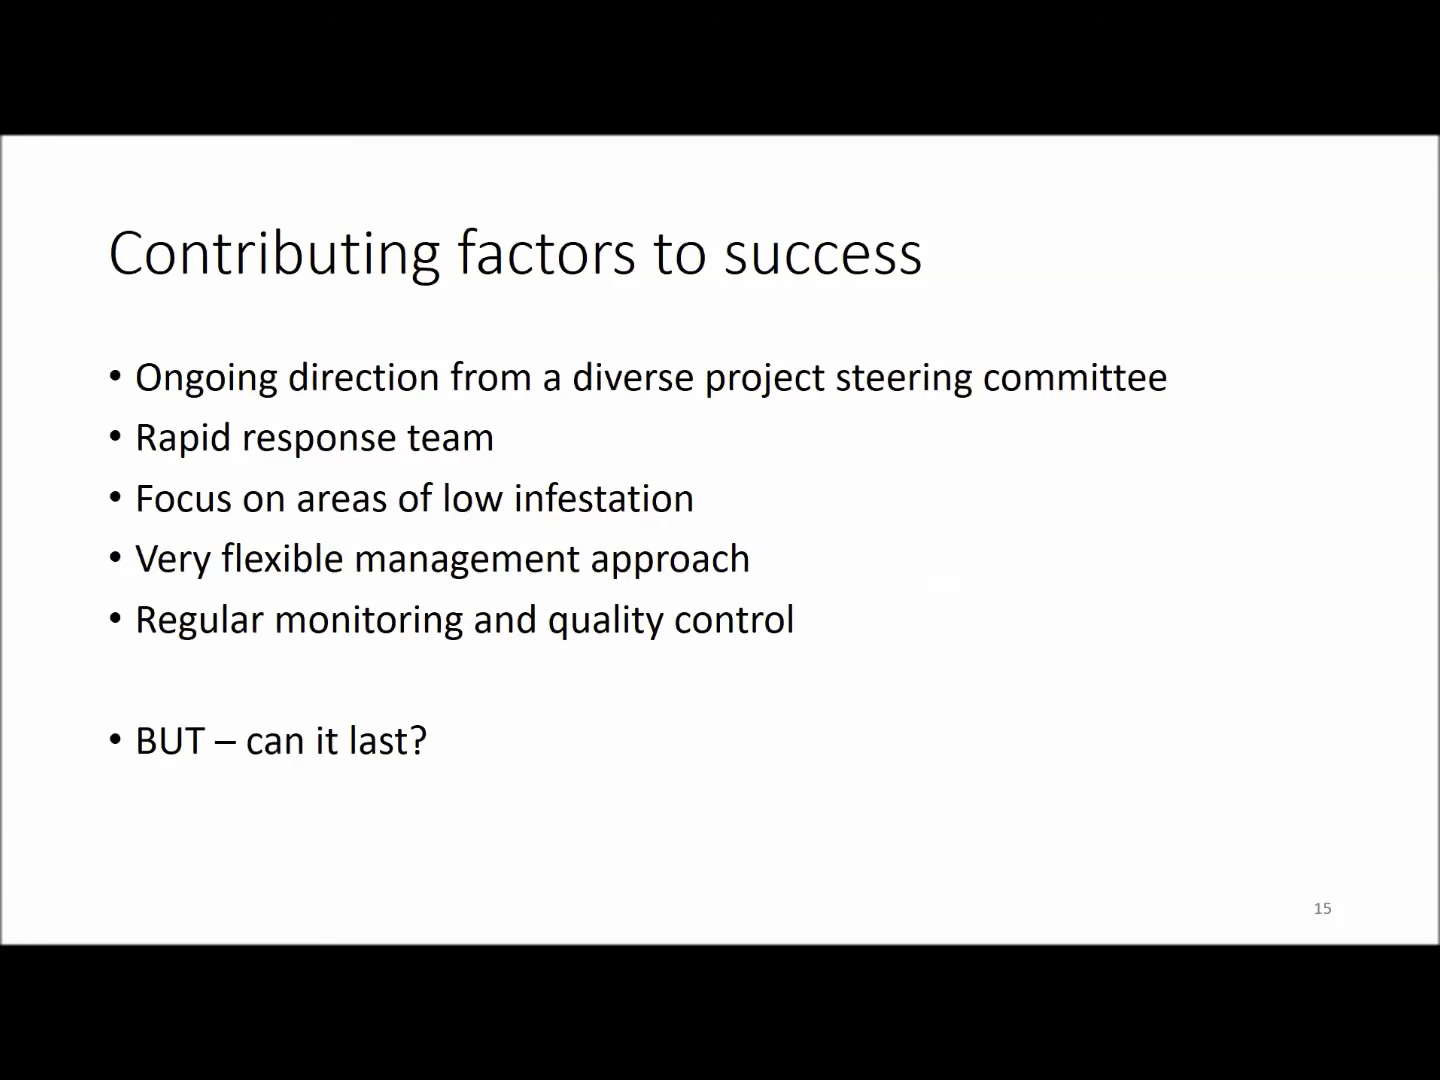 Contributing factors to success
• Ongoing direction from a diverse project steering committee
• Rapid response team
• Focus on areas of low infestation
• Very flexible management approach
• Regular monitoring and quality control
• BUT – can it last?
15